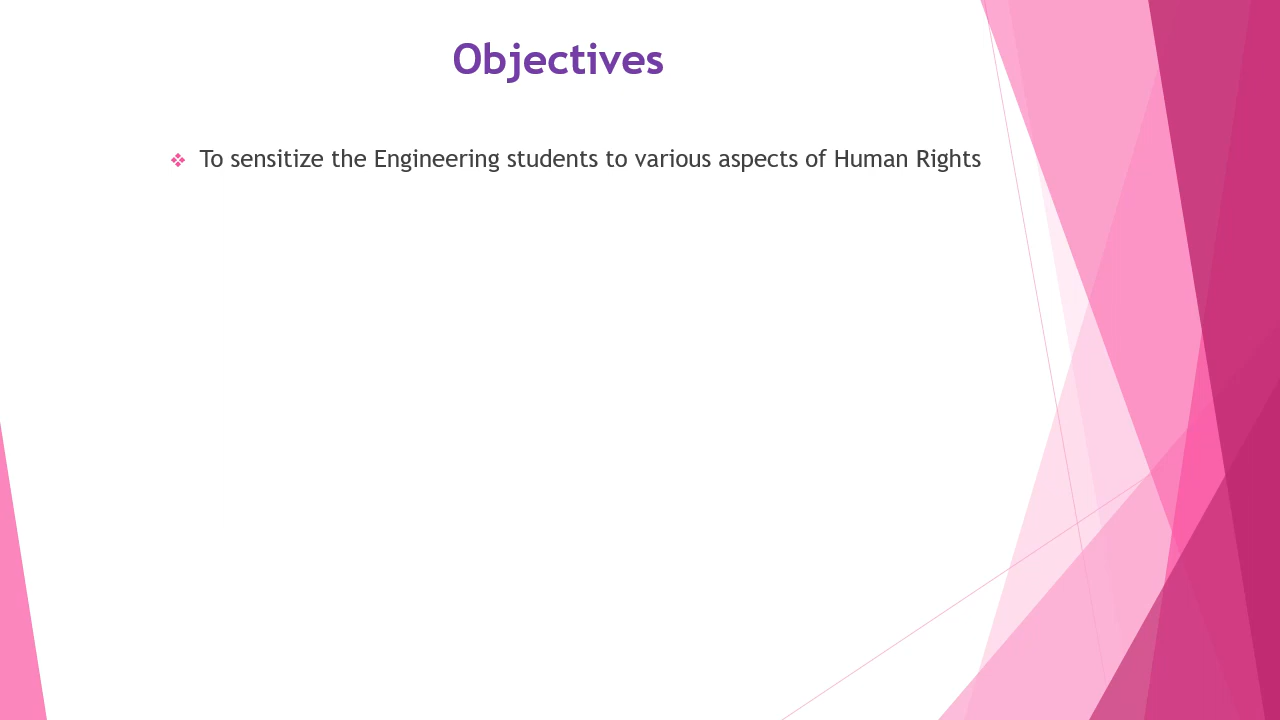 Objectives
To sensitize the Engineering students to various aspects of Human Rights